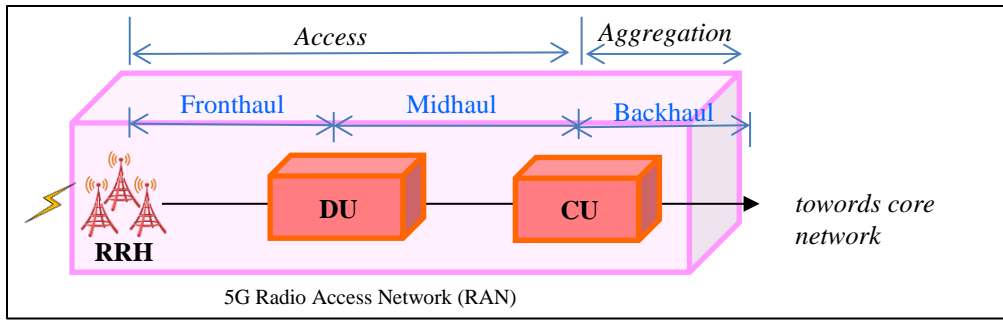 Access
Aggregation
Fronthaul
Midhaul
Backhaul
DU
CU
RRH
towords core
network
5G Radio Access Network (RAN)